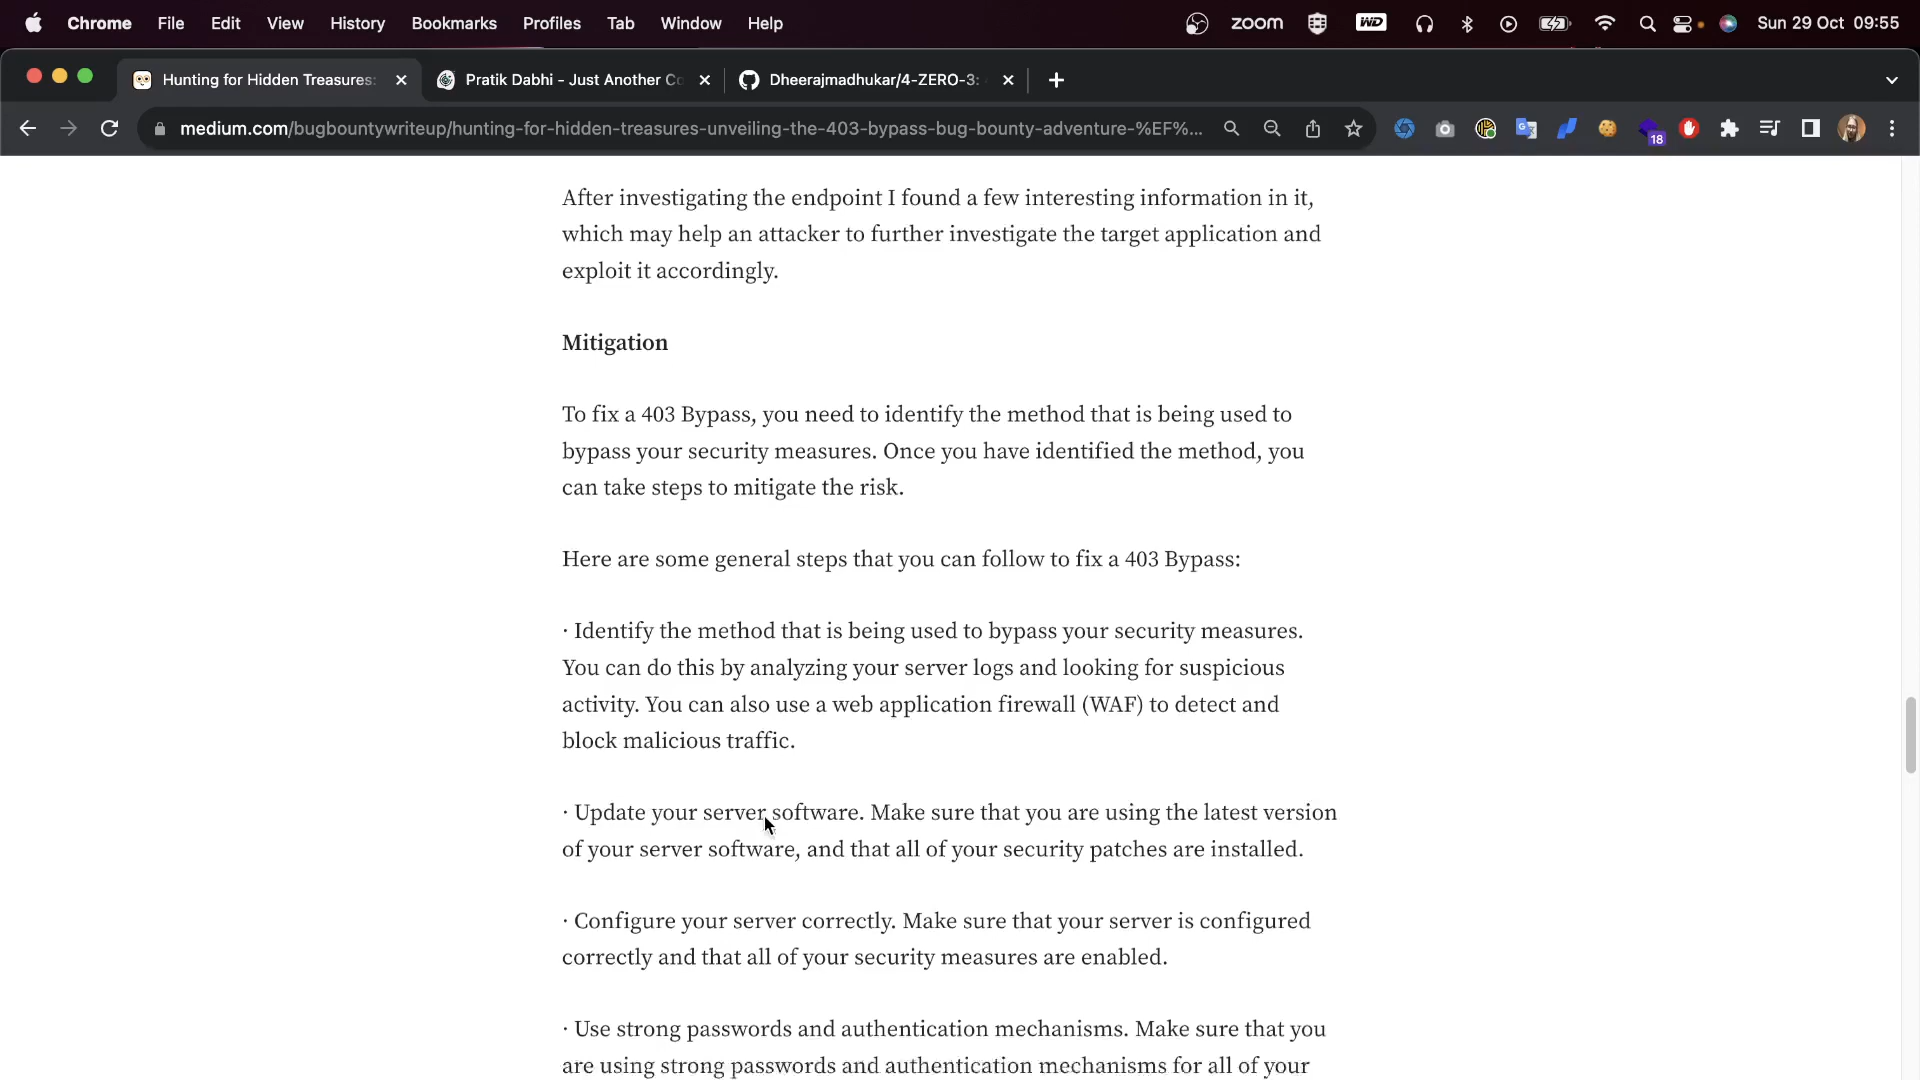 Chrome File Edit View History Bookmarks Profiles Tab Window Help zoom WD Sun 29 Oct 09:55
Hunting for Hidden Treasures: Pratik Dabhi - Just Another Co Dheerajmadhukar/4-ZERO-3:
medium.com/bugbountywriteup/hunting-for-hidden-treasures-unveiling-the-403-bypass-bug-bounty-adventure-%EF%... 18
After investigating the endpoint I found a few interesting information in it,
which may help an attacker to further investigate the target application and
exploit it accordingly.
Mitigation
To fix a 403 Bypass, you need to identify the method that is being used to
bypass your security measures. Once you have identified the method, you
can take steps to mitigate the risk.
Here are some general steps that you can follow to fix a 403 Bypass:
· Identify the method that is being used to bypass your security measures.
You can do this by analyzing your server logs and looking for suspicious
activity. You can also use a web application firewall (WAF) to detect and
block malicious traffic.
· Update your server software. Make sure that you are using the latest version
of your server software, and that all of your security patches are installed.
· Configure your server correctly. Make sure that your server is configured
correctly and that all of your security measures are enabled.
· Use strong passwords and authentication mechanisms. Make sure that you
are using strong passwords and authentication mechanisms for all of your